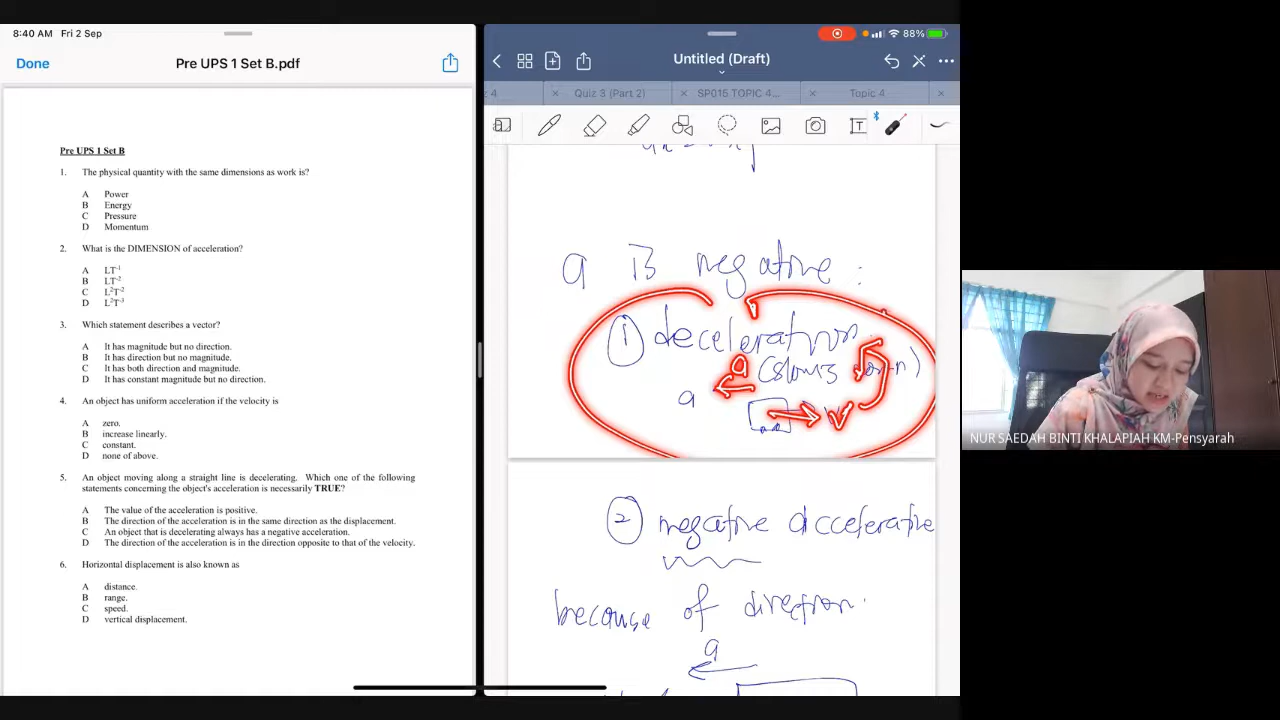 8:40 AM Fri 2 Sep
88%
Done
Pre UPS 1 Set B.pdf
Untitled (Draft)
4
Quiz 3 (Part 2)
SP015 TOPIC 4...
Topic 4
Pre UPS 1 Set B
1. The physical quantity with the same dimensions as work is?
A Power
B Energy
C Pressure
D Momentum
2. What is the DIMENSION of acceleration?
A LT⁻¹
B LT⁻²
C L²T⁻²
D L²T⁻³
3. Which statement describes a vector?
A It has magnitude but no direction.
B It has direction but no magnitude.
C It has both direction and magnitude.
D It has constant magnitude but no direction.
4. An object has uniform acceleration if the velocity is
A zero.
B increase linearly.
C constant.
D none of above.
5. An object moving along a straight line is decelerating. Which one of the following
statements concerning the object's acceleration is necessarily TRUE?
A The value of the acceleration is positive.
B The direction of the acceleration is in the same direction as the displacement.
C An object that is decelerating always has a negative acceleration.
D The direction of the acceleration is in the direction opposite to that of the velocity.
6. Horizontal displacement is also known as
A distance.
B range.
C speed.
D vertical displacement.
a is negative :
1 deceleration
a
a
v
2 negative
because of direction.
a
NUR SAEDAH BINTI KHALAPIAH KM-Pensyarah